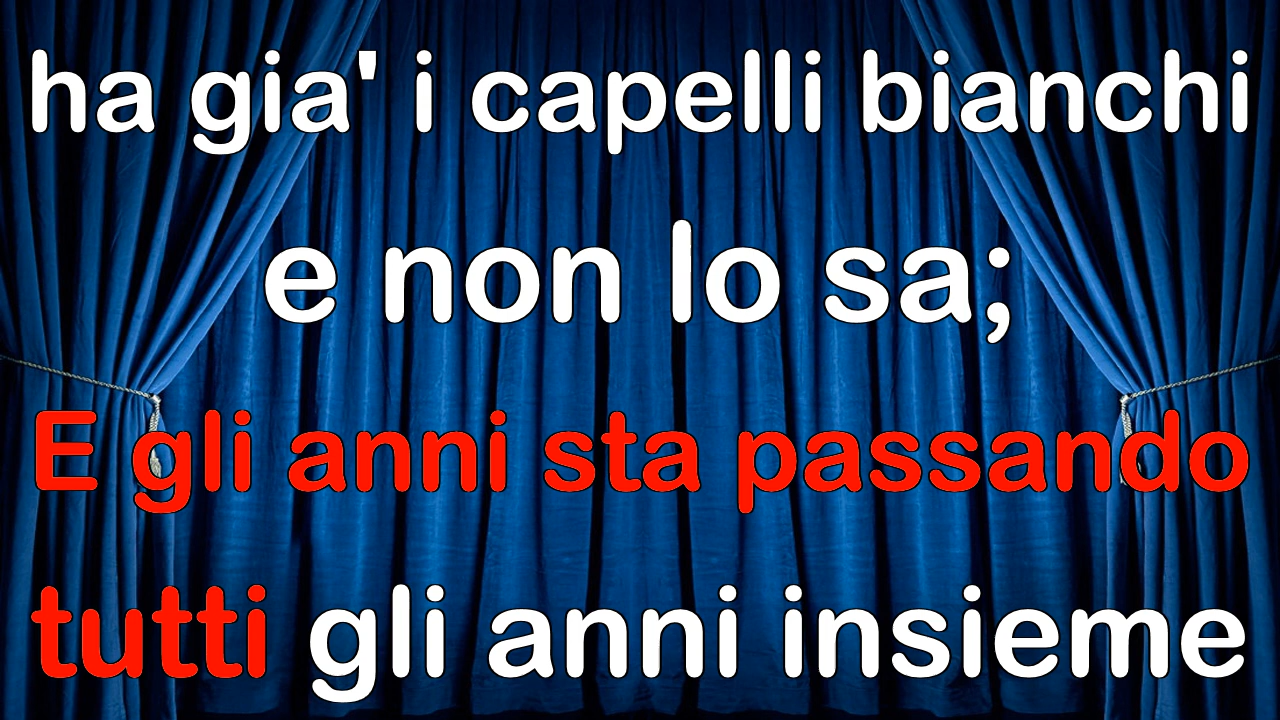 ha gia' i capelli bianchi
e non lo sa;
E gli anni sta passando
tutti gli anni insieme